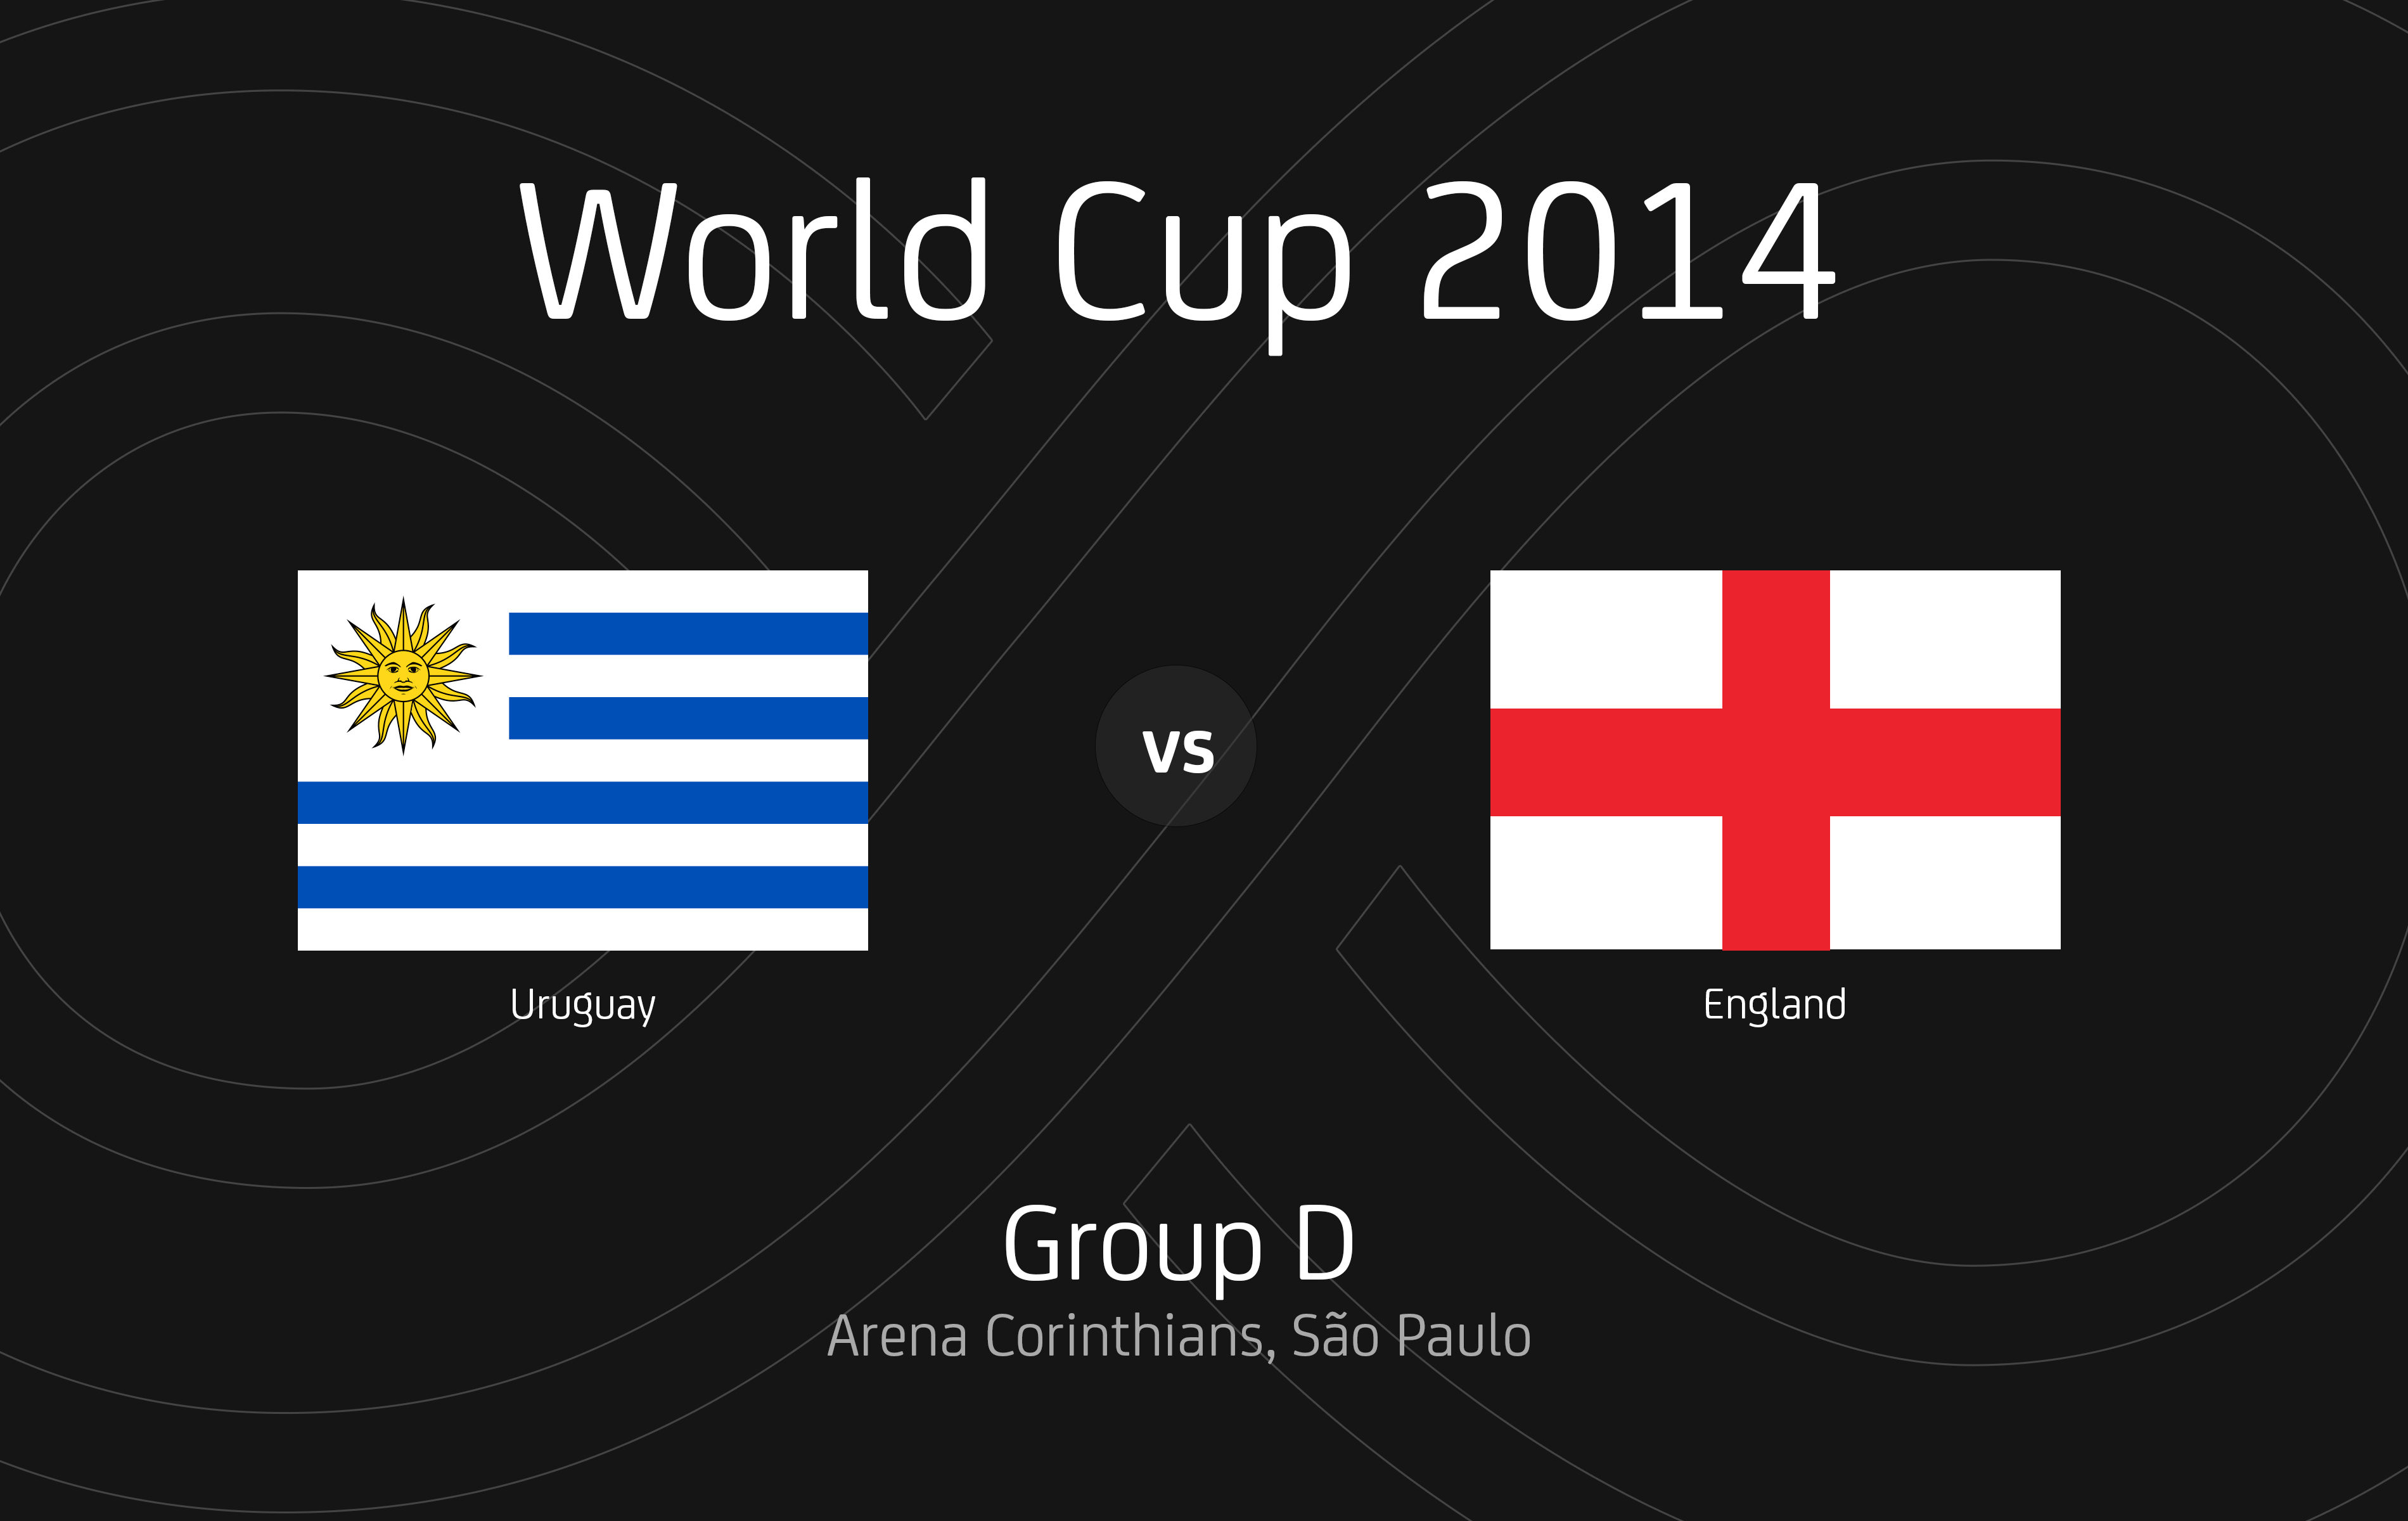 World Cup 2014
vs
Uruguay
England
Group D
Arena Corinthians, São Paulo